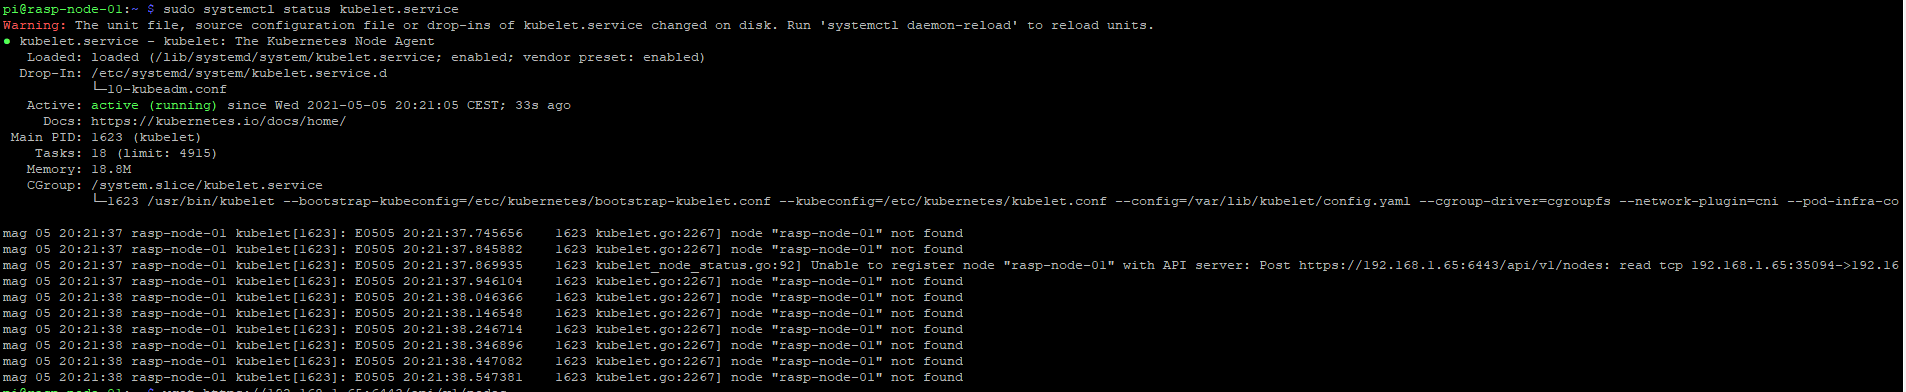 pi@rasp-node-01:~ $ sudo systemctl status kubelet.service
Warning: The unit file, source configuration file or drop-ins of kubelet.service changed on disk. Run 'systemctl daemon-reload' to reload units.
● kubelet.service - kubelet: The Kubernetes Node Agent
Loaded: loaded (/lib/systemd/system/kubelet.service; enabled; vendor preset: enabled)
Drop-In: /etc/systemd/system/kubelet.service.d
└─10-kubeadm.conf
Active: active (running) since Wed 2021-05-05 20:21:05 CEST; 33s ago
Docs: https://kubernetes.io/docs/home/
Main PID: 1623 (kubelet)
Tasks: 18 (limit: 4915)
Memory: 18.8M
CGroup: /system.slice/kubelet.service
└─1623 /usr/bin/kubelet --bootstrap-kubeconfig=/etc/kubernetes/bootstrap-kubelet.conf --kubeconfig=/etc/kubernetes/kubelet.conf --config=/var/lib/kubelet/config.yaml --cgroup-driver=cgroupfs --network-plugin=cni --pod-infra-co
mag 05 20:21:37 rasp-node-01 kubelet[1623]: E0505 20:21:37.745656 1623 kubelet.go:2267] node "rasp-node-01" not found
mag 05 20:21:37 rasp-node-01 kubelet[1623]: E0505 20:21:37.845882 1623 kubelet.go:2267] node "rasp-node-01" not found
mag 05 20:21:37 rasp-node-01 kubelet[1623]: E0505 20:21:37.869935 1623 kubelet_node_status.go:92] Unable to register node "rasp-node-01" with API server: Post https://192.168.1.65:6443/api/v1/nodes: read tcp 192.168.1.65:35094->192.16
mag 05 20:21:37 rasp-node-01 kubelet[1623]: E0505 20:21:37.946104 1623 kubelet.go:2267] node "rasp-node-01" not found
mag 05 20:21:38 rasp-node-01 kubelet[1623]: E0505 20:21:38.046366 1623 kubelet.go:2267] node "rasp-node-01" not found
mag 05 20:21:38 rasp-node-01 kubelet[1623]: E0505 20:21:38.146548 1623 kubelet.go:2267] node "rasp-node-01" not found
mag 05 20:21:38 rasp-node-01 kubelet[1623]: E0505 20:21:38.246714 1623 kubelet.go:2267] node "rasp-node-01" not found
mag 05 20:21:38 rasp-node-01 kubelet[1623]: E0505 20:21:38.346896 1623 kubelet.go:2267] node "rasp-node-01" not found
mag 05 20:21:38 rasp-node-01 kubelet[1623]: E0505 20:21:38.447082 1623 kubelet.go:2267] node "rasp-node-01" not found
mag 05 20:21:38 rasp-node-01 kubelet[1623]: E0505 20:21:38.547381 1623 kubelet.go:2267] node "rasp-node-01" not found